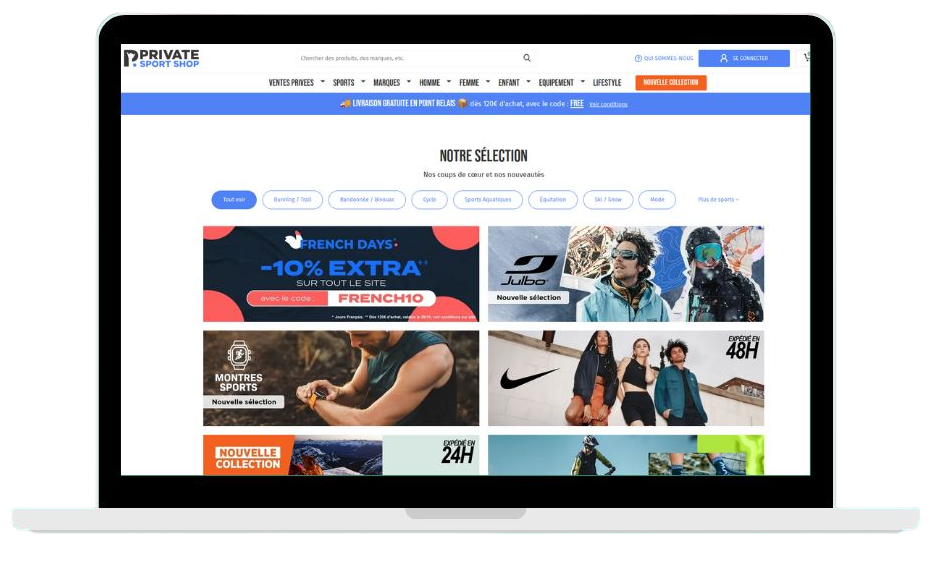 PRIVATE
SPORT SHOP
Chercher des produits, des marques, etc.
QUI SOMMES-NOUS
SE CONNECTER
VENTES PRIVEES
SPORTS
MARQUES
HOMME
FEMME
ENFANT
EQUIPEMENT
LIFESTYLE
NOUVELLE COLLECTION
LIVRAISON GRATUITE EN POINT RELAIS dès 120€ d'achat, avec le code : FREE Voir conditions
NOTRE SÉLECTION
Nos coups de cœur et nos nouveautés
Tout voir
Running / Trail
Randonnée / Bivouac
Cycle
Sports Aquatiques
Equitation
Ski / Snow
Mode
Plus de sports
FRENCH DAYS*
-10% EXTRA**
SUR TOUT LE SITE
avec le code :
FRENCH10
Julbo
Nouvelle sélection
MONTRES
SPORTS
Nouvelle sélection
EXPÉDIÉ EN
48H
NOUVELLE
COLLECTION
EXPÉDIÉ EN
24H